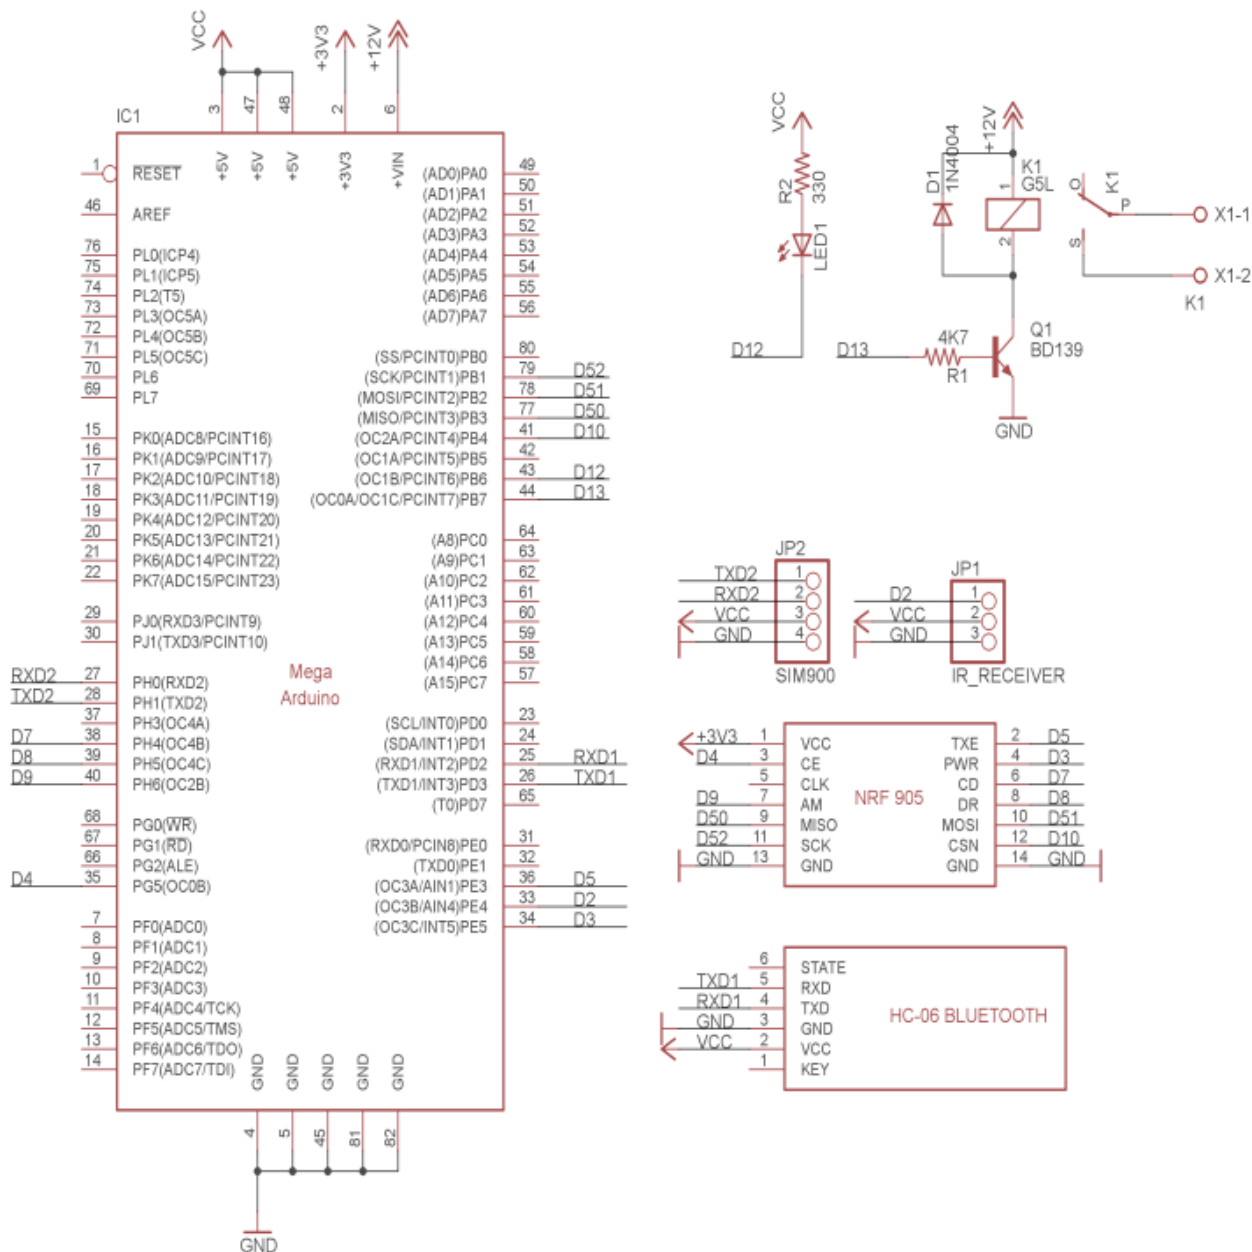 VCC
+3V3
+12V
IC1
3
47
48
2
6
+5V
+5V
+5V
+3V3
+VIN
1 RESET
46 AREF
76 PL0(ICP4)
75 PL1(ICP5)
74 PL2(T5)
73 PL3(OC5A)
72 PL4(OC5B)
71 PL5(OC5C)
70 PL6
69 PL7
15 PK0(ADC8/PCINT16)
16 PK1(ADC9/PCINT17)
17 PK2(ADC10/PCINT18)
18 PK3(ADC11/PCINT19)
19 PK4(ADC12/PCINT20)
20 PK5(ADC13/PCINT21)
21 PK6(ADC14/PCINT22)
22 PK7(ADC15/PCINT23)
29 PJ0(RXD3/PCINT9)
30 PJ1(TXD3/PCINT10)
RXD2 27 PH0(RXD2)
TXD2 28 PH1(TXD2)
37 PH3(OC4A)
D7 38 PH4(OC4B)
D8 39 PH5(OC4C)
D9 40 PH6(OC2B)
68 PG0(WR)
67 PG1(RD)
66 PG2(ALE)
D4 35 PG5(OC0B)
7 PF0(ADC0)
8 PF1(ADC1)
9 PF2(ADC2)
10 PF3(ADC3)
11 PF4(ADC4/TCK)
12 PF5(ADC5/TMS)
13 PF6(ADC6/TDO)
14 PF7(ADC7/TDI)
Mega
Arduino
(AD0)PA0 49
(AD1)PA1 50
(AD2)PA2 51
(AD3)PA3 52
(AD4)PA4 53
(AD5)PA5 54
(AD6)PA6 55
(AD7)PA7 56
(SS/PCINT0)PB0 80
(SCK/PCINT1)PB1 79 D52
(MOSI/PCINT2)PB2 78 D51
(MISO/PCINT3)PB3 77 D50
(OC2A/PCINT4)PB4 41 D10
(OC1A/PCINT5)PB5 42
(OC1B/PCINT6)PB6 43 D12
(OC0A/OC1C/PCINT7)PB7 44 D13
(A8)PC0 64
(A9)PC1 63
(A10)PC2 62
(A11)PC3 61
(A12)PC4 60
(A13)PC5 59
(A14)PC6 58
(A15)PC7 57
(SCL/INT0)PD0 23
(SDA/INT1)PD1 24
(RXD1/INT2)PD2 25 RXD1
(TXD1/INT3)PD3 26 TXD1
(T0)PD7 65
(RXD0/PCIN8)PE0 31
(TXD0)PE1 32
(OC3A/AIN1)PE3 36 D5
(OC3B/AIN4)PE4 33 D2
(OC3C/INT5)PE5 34 D3
GND
GND
GND
GND
GND
4
5
45
81
82
GND
VCC
R2
330
LED1
D12
+12V
D1
1N4004
K1
G5L
1
2
D13
4K7
R1
Q1
BD139
GND
O
K1
P
S
X1-1
X1-2
K1
JP2
TXD2 1
RXD2 2
VCC 3
GND 4
SIM900
JP1
D2 1
VCC 2
GND 3
IR_RECEIVER
+3V3 1 VCC TXE 2 D5
D4 3 CE PWR 4 D3
5 CLK CD 6 D7
NRF 905
D9 7 AM DR 8 D8
D50 9 MISO MOSI 10 D51
D52 11 SCK CSN 12 D10
GND 13 GND GND 14 GND
6 STATE
TXD1 5 RXD
RXD1 4 TXD
GND 3 GND
VCC 2 VCC
1 KEY
HC-06 BLUETOOTH